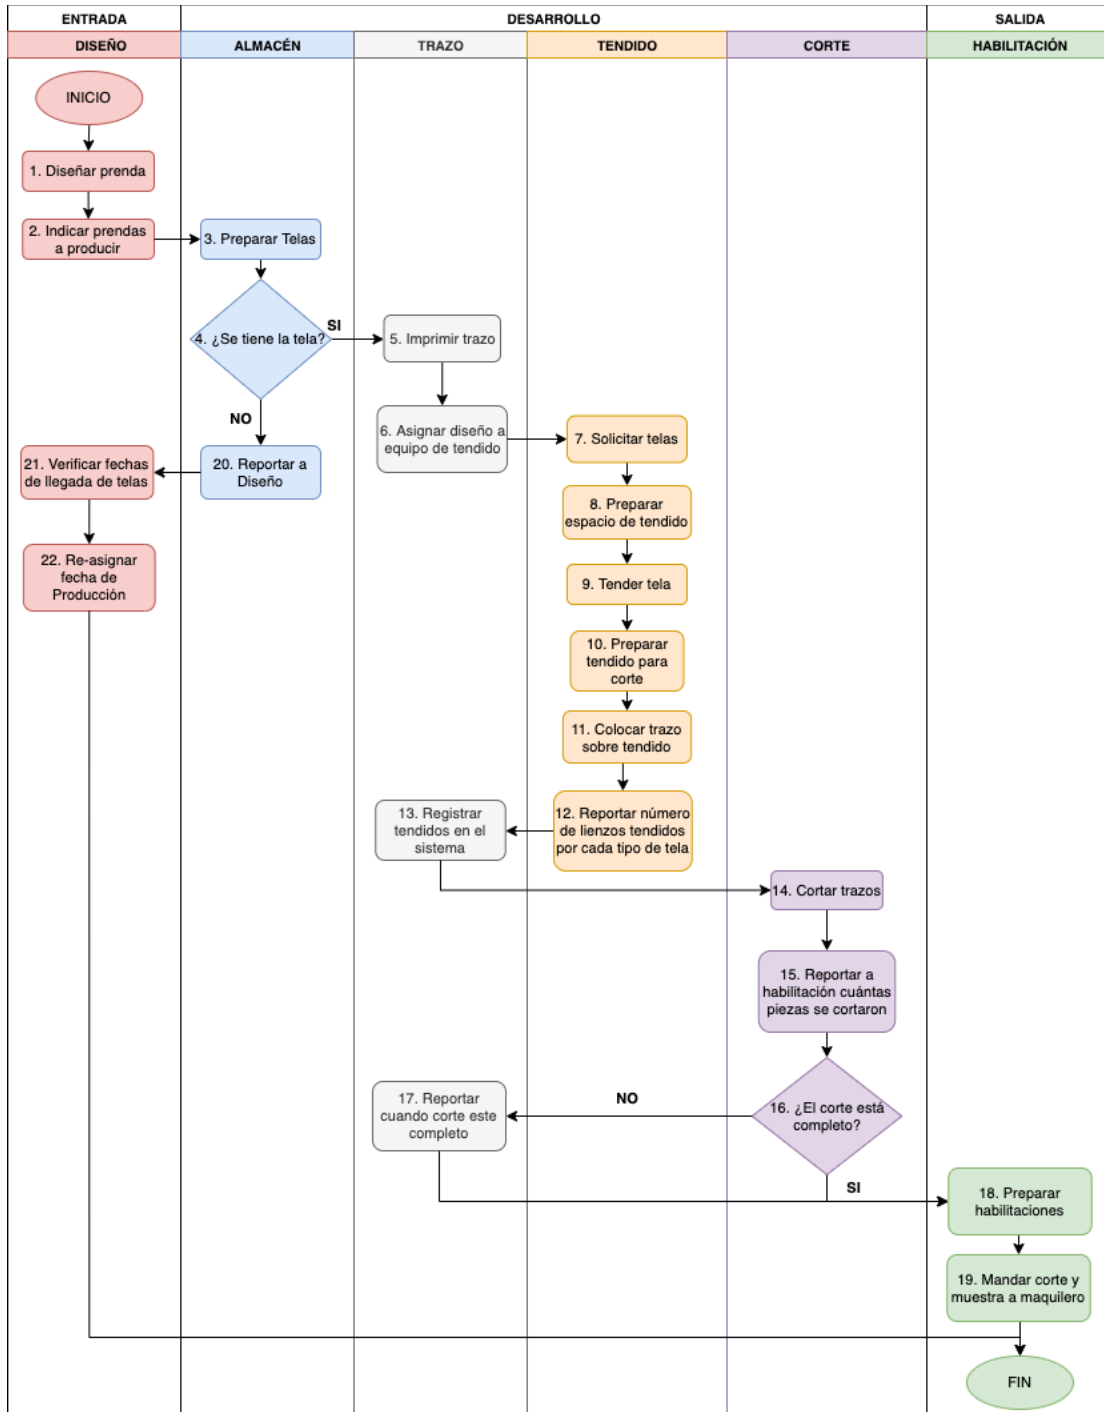 ENTRADA
DESARROLLO
SALIDA
DISEÑO
ALMACÉN
TRAZO
TENDIDO
CORTE
HABILITACIÓN
INICIO
1. Diseñar prenda
2. Indicar prendas
a producir
3. Preparar Telas
4. ¿Se tiene la tela?
SI
5. Imprimir trazo
NO
6. Asignar diseño a
equipo de tendido
7. Solicitar telas
21. Verificar fechas
de llegada de telas
20. Reportar a
Diseño
8. Preparar
espacio de tendido
22. Re-asignar
fecha de
Producción
9. Tender tela
10. Preparar
tendido para
corte
11. Colocar trazo
sobre tendido
13. Registrar
tendidos en el
sistema
12. Reportar número
de lienzos tendidos
por cada tipo de tela
14. Cortar trazos
15. Reportar a
habilitación cuántas
piezas se cortaron
17. Reportar
cuando corte este
completo
NO
16. ¿El corte está
completo?
SI
18. Preparar
habilitaciones
19. Mandar corte y
muestra a maquilero
FIN